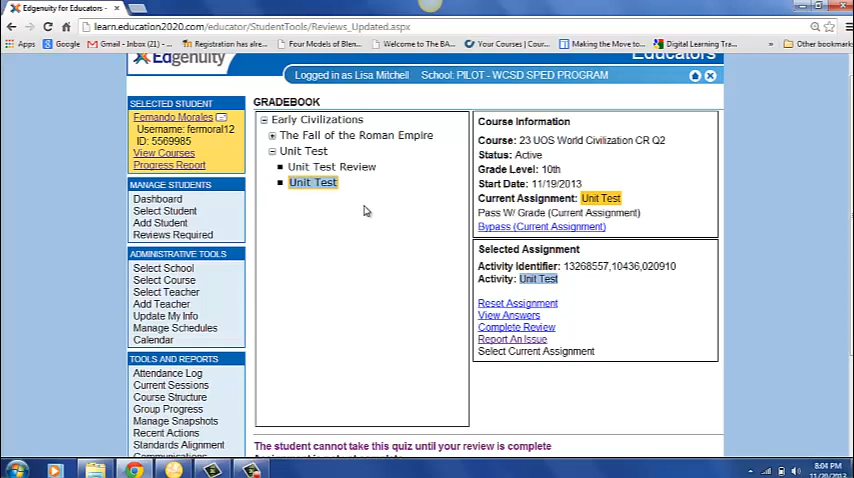 Edgenuity for Educators -
learn.education2020.com/educator/StudentTools/Reviews_Updated.aspx
Apps
Google
Gmail - Inbox (21) -
Registration has alre...
Four Models of Blen...
Welcome to The BA...
Your Courses | Cour...
Making the Move to...
Digital Learning Tra...
»
Other bookmarks
Edgenuity
Educators
Logged in as Lisa Mitchell School: PILOT - WCSD SPED PROGRAM
SELECTED STUDENT
Fernando Morales
Username: fermoral12
ID: 5569985
View Courses
Progress Report
MANAGE STUDENTS
Dashboard
Select Student
Add Student
Reviews Required
ADMINISTRATIVE TOOLS
Select School
Select Course
Select Teacher
Add Teacher
Update My Info
Manage Schedules
Calendar
TOOLS AND REPORTS
Attendance Log
Current Sessions
Course Structure
Group Progress
Manage Snapshots
Recent Actions
Standards Alignment
Communications
GRADEBOOK
Early Civilizations
The Fall of the Roman Empire
Unit Test
Unit Test Review
Unit Test
Course Information
Course: 23 UOS World Civilization CR Q2
Status: Active
Grade Level: 10th
Start Date: 11/19/2013
Current Assignment: Unit Test
Pass W/ Grade (Current Assignment)
Bypass (Current Assignment)
Selected Assignment
Activity Identifier: 13268557,10436,020910
Activity: Unit Test
Reset Assignment
View Answers
Complete Review
Report An Issue
Select Current Assignment
The student cannot take this quiz until your review is complete
8:04 PM
11/20/2013